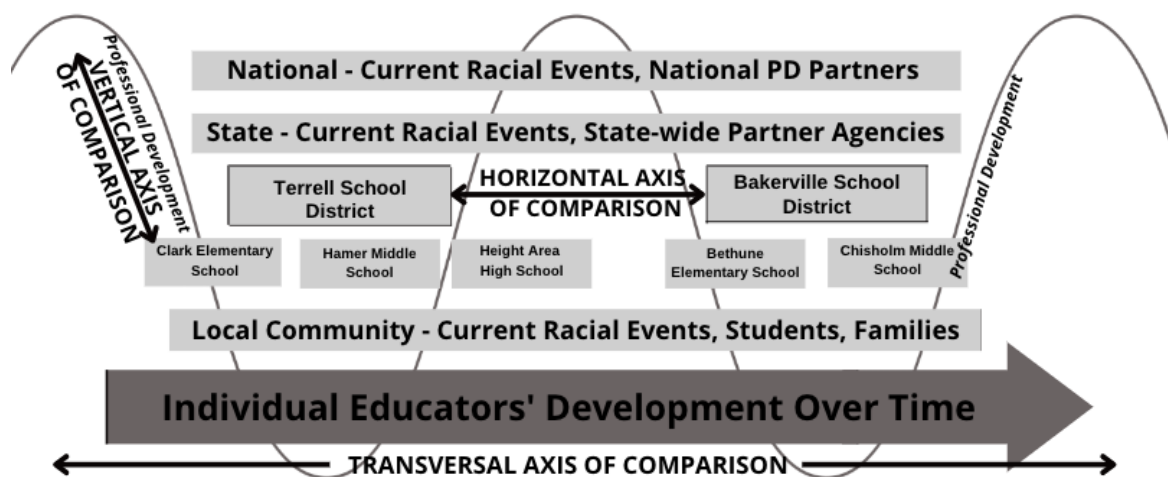 Professional Development
VERTICAL AXIS
OF COMPARISON
National - Current Racial Events, National PD Partners
State - Current Racial Events, State-wide Partner Agencies
Terrell School
District
HORIZONTAL AXIS
OF COMPARISON
Bakerville School
District
Professional Development
Clark Elementary
School
Hamer Middle
School
Height Area
High School
Bethune
Elementary School
Chisholm Middle
School
Local Community - Current Racial Events, Students, Families
Individual Educators' Development Over Time
TRANSVERSAL AXIS OF COMPARISON